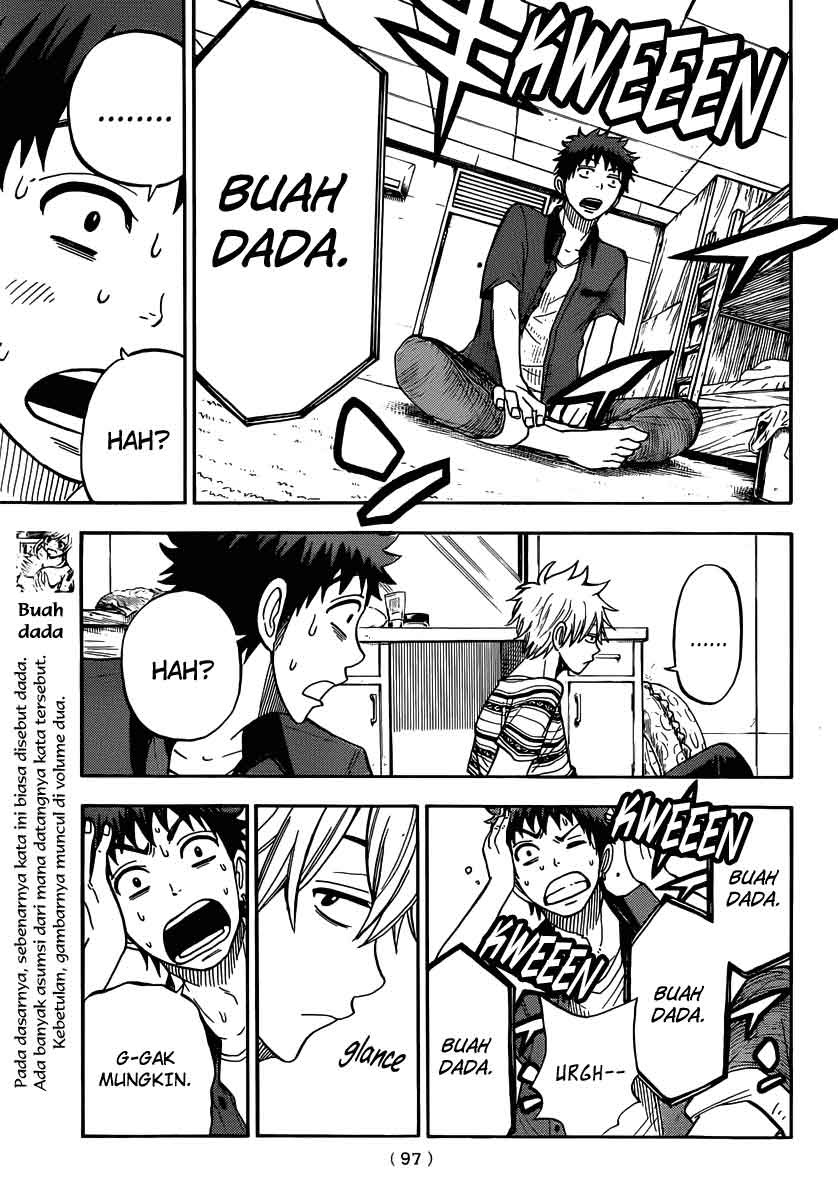 KWEEEN
BUAH
DADA.
.........
HAH?
......
HAH?
KWEEEN
BUAH
DADA.
BUAH
DADA.
URGH--
KWEEEN
BUAH
DADA.
glance
G-GAK
MUNGKIN.
Buah
dada
Pada dasarnya, sebenarnya kata ini biasa disebut dada.
Ada banyak asumsi dari mana datangnya kata tersebut.
Kebetulan, gambarnya muncul di volume dua.
( 97 )